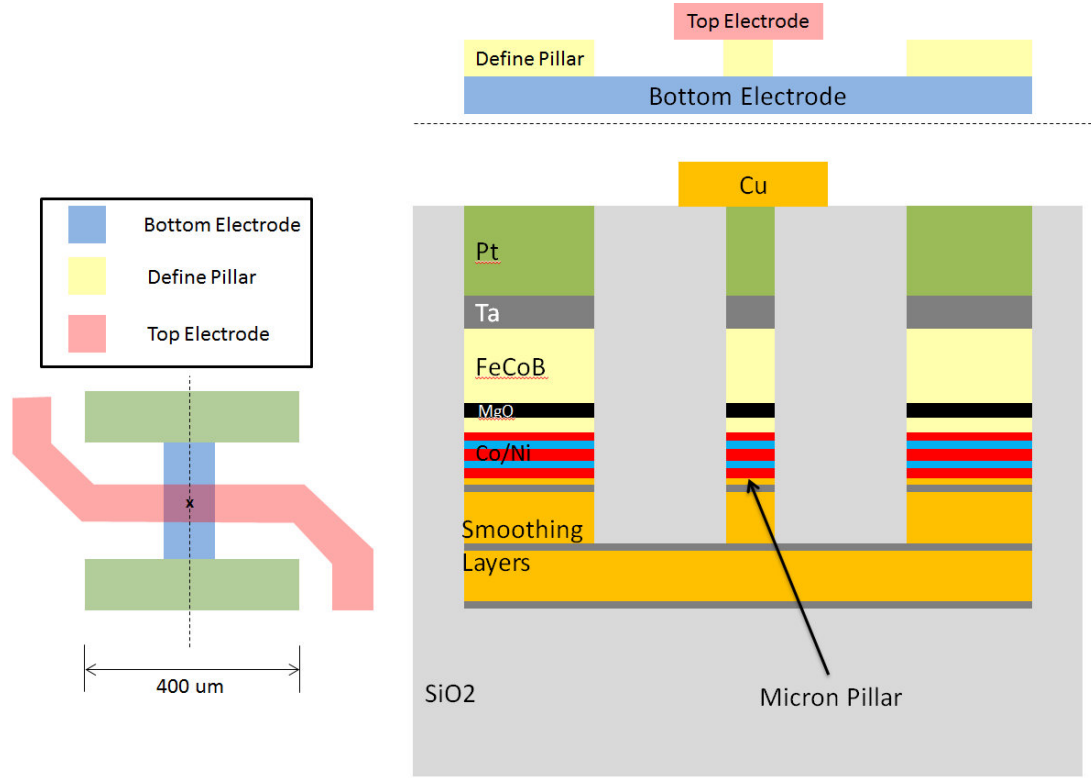 Top Electrode
Define Pillar
Bottom Electrode
Cu
Pt
Ta
FeCoB
MgO
Co/Ni
Smoothing
Layers
SiO2
Micron Pillar
Bottom Electrode
Define Pillar
Top Electrode
x
400 um